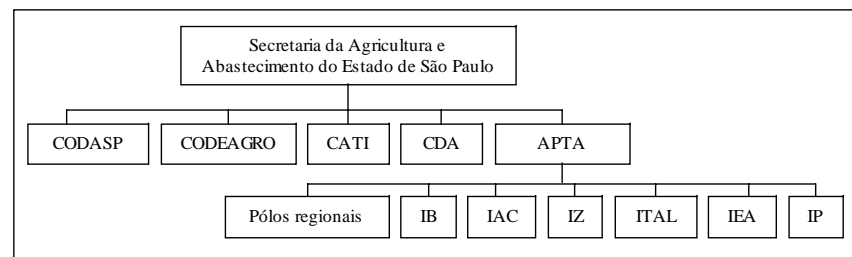 Secretaria da Agricultura e
Abastecimento do Estado de São Paulo
CODASP CODEAGRO CATI CDA APTA
Pólos regionais IB IAC IZ ITAL IEA IP